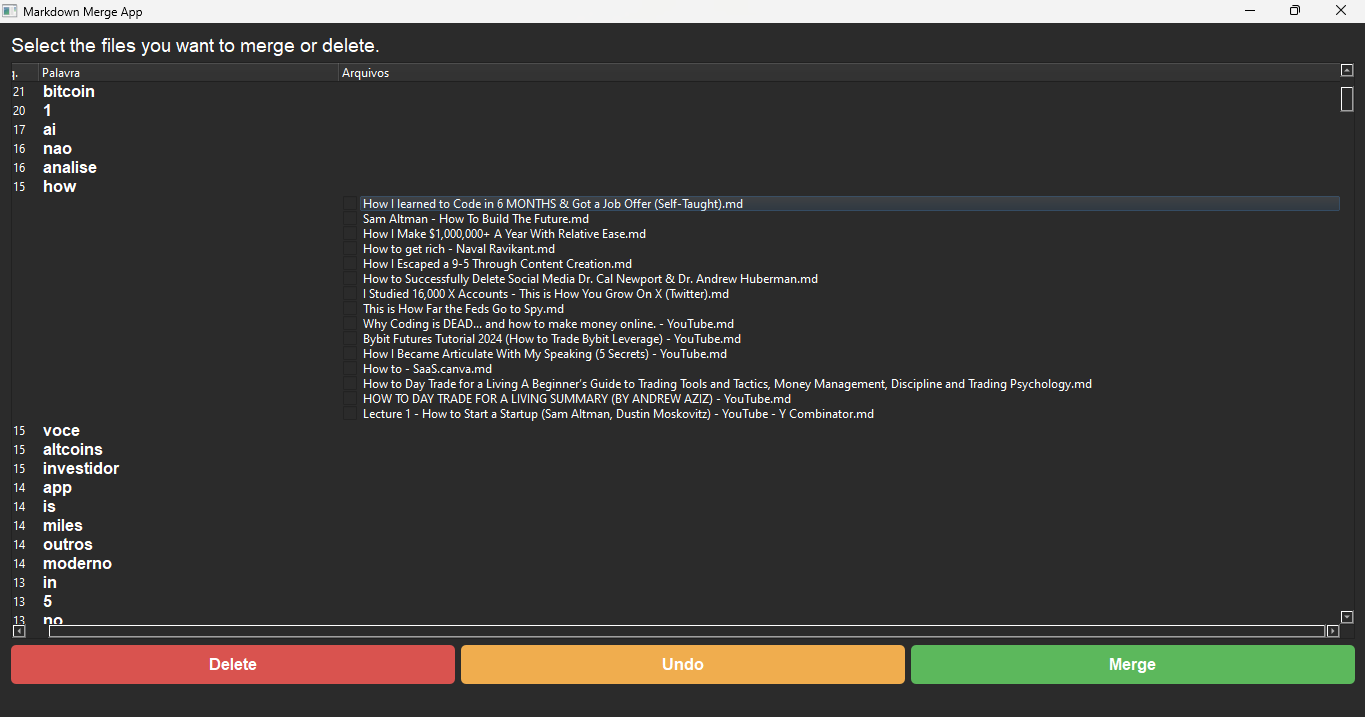 Markdown Merge App
Select the files you want to merge or delete.
Palavra Arquivos
21 bitcoin
20 1
17 ai
16 nao
16 analise
15 how
How I learned to Code in 6 MONTHS & Got a Job Offer (Self-Taught).md
Sam Altman - How To Build The Future.md
How I Make $1,000,000+ A Year With Relative Ease.md
How to get rich - Naval Ravikant.md
How I Escaped a 9-5 Through Content Creation.md
How to Successfully Delete Social Media Dr. Cal Newport & Dr. Andrew Huberman.md
I Studied 16,000 X Accounts - This is How You Grow On X (Twitter).md
This is How Far the Feds Go to Spy.md
Why Coding is DEAD... and how to make money online. - YouTube.md
Bybit Futures Tutorial 2024 (How to Trade Bybit Leverage) - YouTube.md
How I Became Articulate With My Speaking (5 Secrets) - YouTube.md
How to - SaaS.canva.md
How to Day Trade for a Living A Beginner's Guide to Trading Tools and Tactics, Money Management, Discipline and Trading Psychology.md
HOW TO DAY TRADE FOR A LIVING SUMMARY (BY ANDREW AZIZ) - YouTube.md
Lecture 1 - How to Start a Startup (Sam Altman, Dustin Moskovitz) - YouTube - Y Combinator.md
15 voce
15 altcoins
15 investidor
14 app
14 is
14 miles
14 outros
14 moderno
13 in
13 5
13 no
Delete Undo Merge